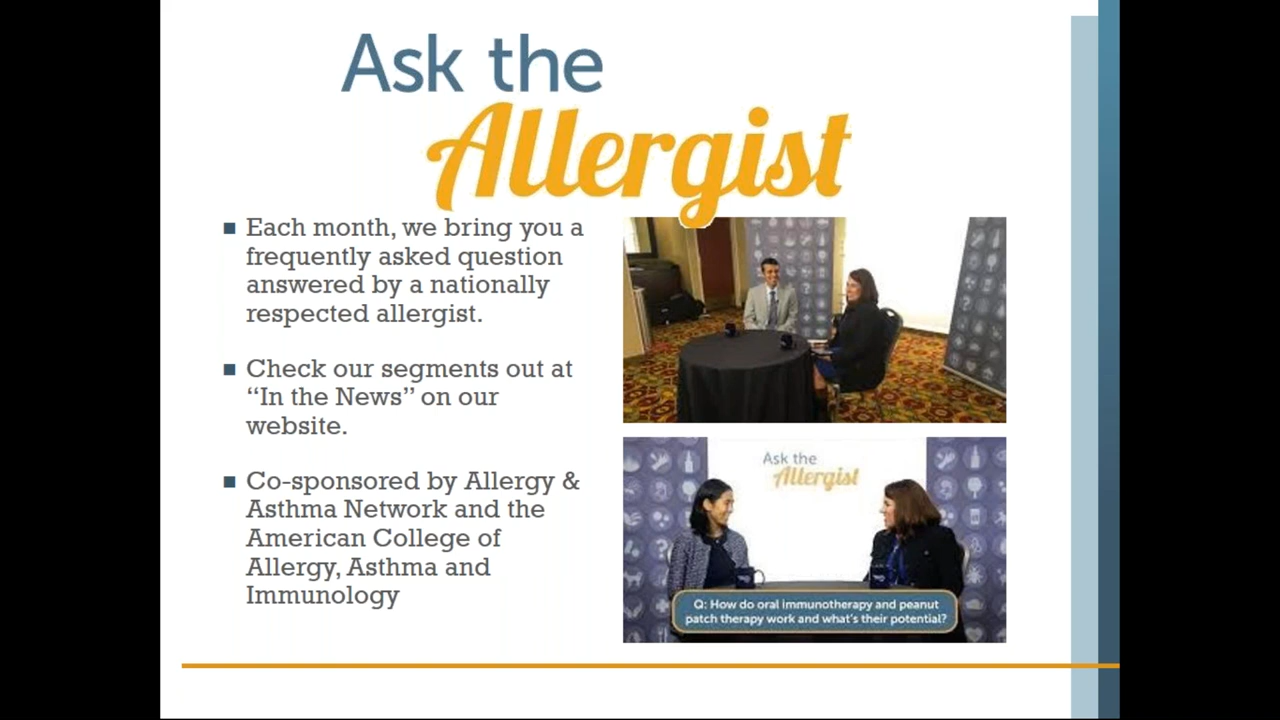 Ask the
Allergist
■ Each month, we bring you a
frequently asked question
answered by a nationally
respected allergist.
■ Check our segments out at
“In the News” on our
website.
■ Co-sponsored by Allergy &
Asthma Network and the
American College of
Allergy, Asthma and
Immunology
Ask the
Allergist
Q: How do oral immunotherapy and peanut
patch therapy work and what's their potential?